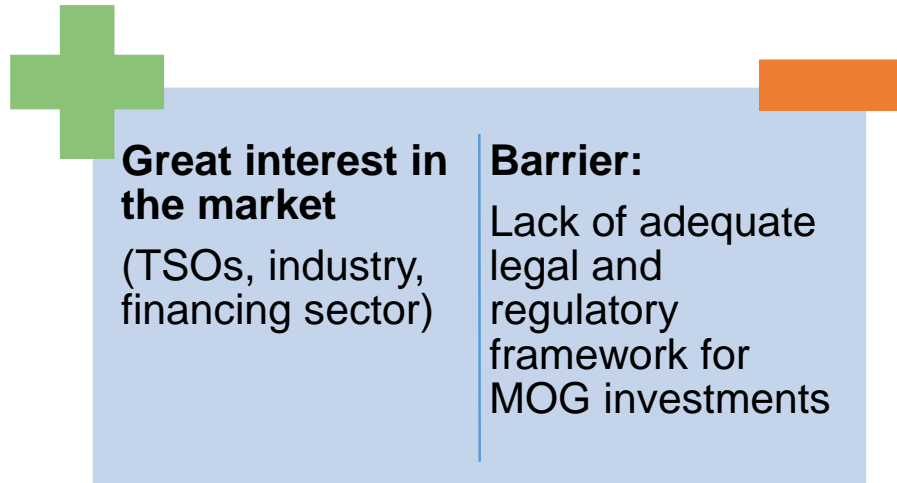 Great interest in
the market
(TSOs, industry,
financing sector)
Barrier:
Lack of adequate
legal and
regulatory
framework for
MOG investments